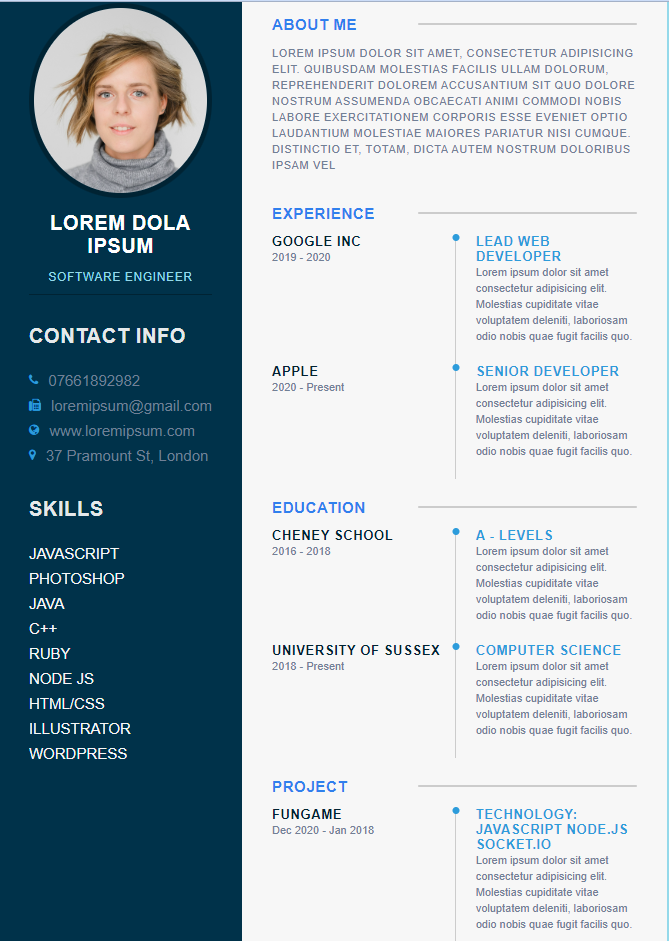 LOREM DOLA
IPSUM
SOFTWARE ENGINEER
CONTACT INFO
07661892982
loremipsum@gmail.com
www.loremipsum.com
37 Pramount St, London
SKILLS
JAVASCRIPT
PHOTOSHOP
JAVA
C++
RUBY
NODE JS
HTML/CSS
ILLUSTRATOR
WORDPRESS
ABOUT ME
LOREM IPSUM DOLOR SIT AMET, CONSECTETUR ADIPISICING
ELIT. QUIBUSDAM MOLESTIAS FACILIS ULLAM DOLORUM,
REPREHENDERIT DOLOREM ACCUSANTIUM SIT QUO DOLORE
NOSTRUM ASSUMENDA OBCAECATI ANIMI COMMODI NOBIS
LABORE EXERCITATIONEM CORPORIS ESSE EVENIET OPTIO
LAUDANTIUM MOLESTIAE MAIORES PARIATUR NISI CUMQUE.
DISTINCTIO ET, TOTAM, DICTA AUTEM NOSTRUM DOLORIBUS
IPSAM VEL
EXPERIENCE
GOOGLE INC
2019 - 2020
LEAD WEB
DEVELOPER
Lorem ipsum dolor sit amet
consectetur adipisicing elit.
Molestias cupiditate vitae
voluptatem deleniti, laboriosam
odio nobis quae fugit facilis quo.
APPLE
2020 - Present
SENIOR DEVELOPER
Lorem ipsum dolor sit amet
consectetur adipisicing elit.
Molestias cupiditate vitae
voluptatem deleniti, laboriosam
odio nobis quae fugit facilis quo.
EDUCATION
CHENEY SCHOOL
2016 - 2018
A - LEVELS
Lorem ipsum dolor sit amet
consectetur adipisicing elit.
Molestias cupiditate vitae
voluptatem deleniti, laboriosam
odio nobis quae fugit facilis quo.
UNIVERSITY OF SUSSEX
2018 - Present
COMPUTER SCIENCE
Lorem ipsum dolor sit amet
consectetur adipisicing elit.
Molestias cupiditate vitae
voluptatem deleniti, laboriosam
odio nobis quae fugit facilis quo.
PROJECT
FUNGAME
Dec 2020 - Jan 2018
TECHNOLOGY:
JAVASCRIPT NODE.JS
SOCKET.IO
Lorem ipsum dolor sit amet
consectetur adipisicing elit.
Molestias cupiditate vitae
voluptatem deleniti, laboriosam
odio nobis quae fugit facilis quo.